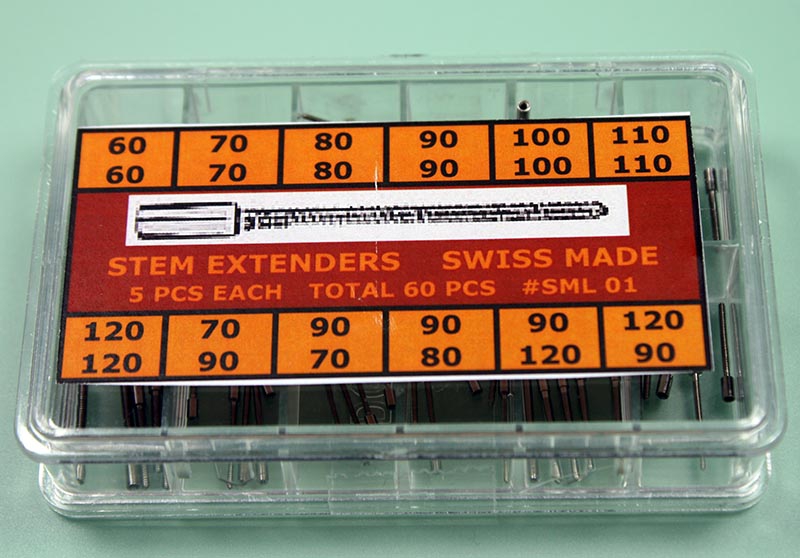 60 70 80 90 100 110
60 70 80 90 100 110
STEM EXTENDERS SWISS MADE
5 PCS EACH TOTAL 60 PCS #SML 01
120 70 90 90 90 120
120 90 70 80 120 90